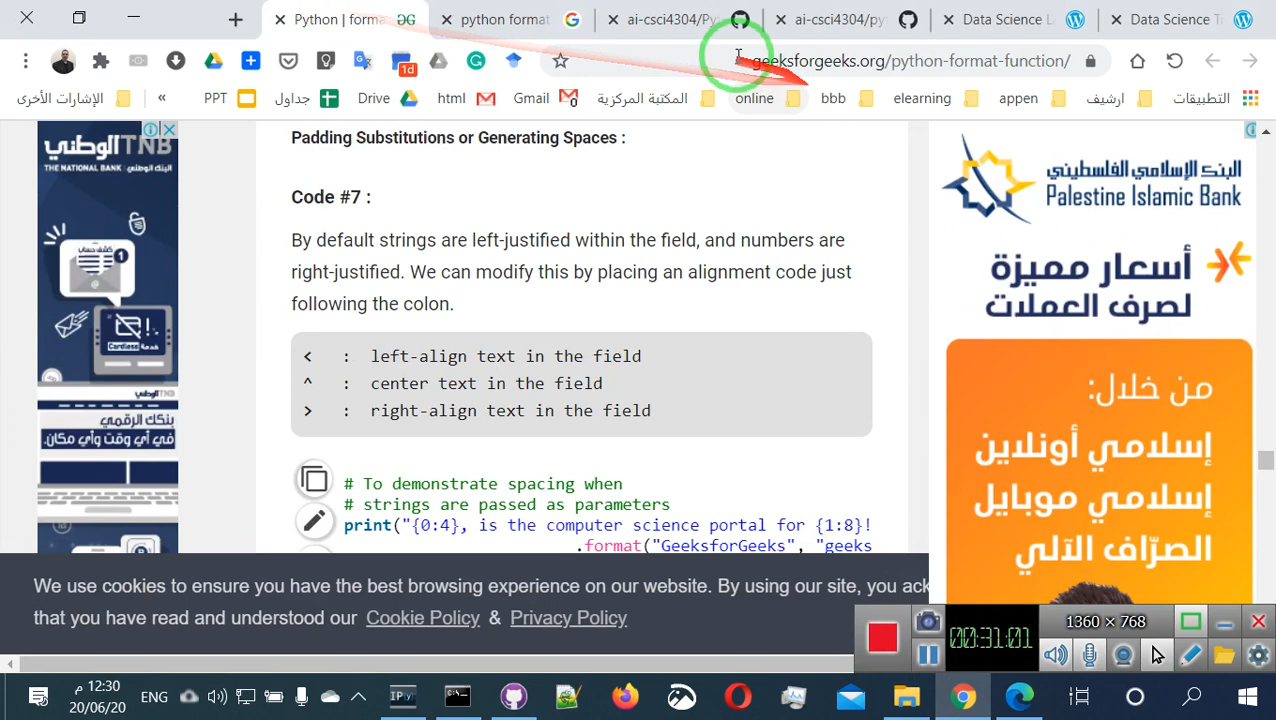 Python | forma
python format
ai-csci4304/Pyt
ai-csci4304/py
Data Science L
Data Science T
1d
geeksforgeeks.org/python-format-function/
الإشارات الأخرى
«
PPT
جداول
Drive
html
Gmail
المكتبة المركزية
online
bbb
elearning
appen
ارشيف
التطبيقات
الوطني TNB
THE NATIONAL BANK الوطني
1
Cardless خدمة
الوطني
بنكك الرقمي
في أي وقت وأي مكان.
Padding Substitutions or Generating Spaces :
Code #7 :
By default strings are left-justified within the field, and numbers are
right-justified. We can modify this by placing an alignment code just
following the colon.
< : left-align text in the field
^ : center text in the field
> : right-align text in the field
# To demonstrate spacing when
# strings are passed as parameters
print("{0:4}, is the computer science portal for {1:8}!
.format("GeeksforGeeks", "geeks
البنك الإسلامي الفلسطيني
Palestine Islamic Bank
أسعار مميزة
لصرف العملات
من خلال:
إسلامي أونلاين
إسلامي موبايل
الصرّاف الآلي
We use cookies to ensure you have the best browsing experience on our website. By using our site, you ack
that you have read and understood our Cookie Policy & Privacy Policy
1360 × 768
00:31:01
12:30 م
20/06/20
ENG
IP